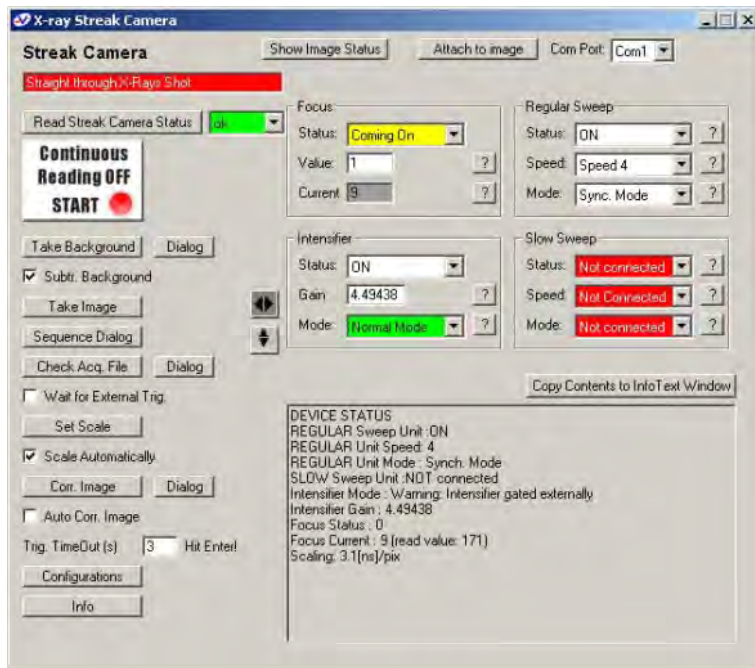 X-ray Streak Camera
Streak Camera
Show Image Status
Attach to image
Com Port: Com1
Straight through X-Rays Shot
Read Streak Camera Status
ok
Continuous
Reading OFF
START
Take Background
Dialog
Subtr. Background
Take Image
Sequence Dialog
Check Acq. File
Dialog
Wait for External Trig.
Set Scale
Scale Automatically
Corr. Image
Dialog
Auto Corr. Image
Trig. TimeOut (s) 3 Hit Enter!
Configurations
Info
Focus
Status: Coming On
Value: 1 ?
Current 9 ?
Regular Sweep
Status: ON ?
Speed: Speed 4 ?
Mode: Sync. Mode ?
Intensifier
Status: ON
Gain 4.49438 ?
Mode: Normal Mode ?
Slow Sweep
Status: Not connected ?
Speed: Not Connected ?
Mode: Not connected ?
Copy Contents to InfoText Window
DEVICE STATUS
REGULAR Sweep Unit :ON
REGULAR Unit Speed: 4
REGULAR Unit Mode : Synch. Mode
SLOW Sweep Unit :NOT connected
Intensifier Mode : Warning: Intensifier gated externally
Intensifier Gain : 4.49438
Focus Status : 0
Focus Current : 9 (read value: 171)
Scaling: 3.1[ns]/pix